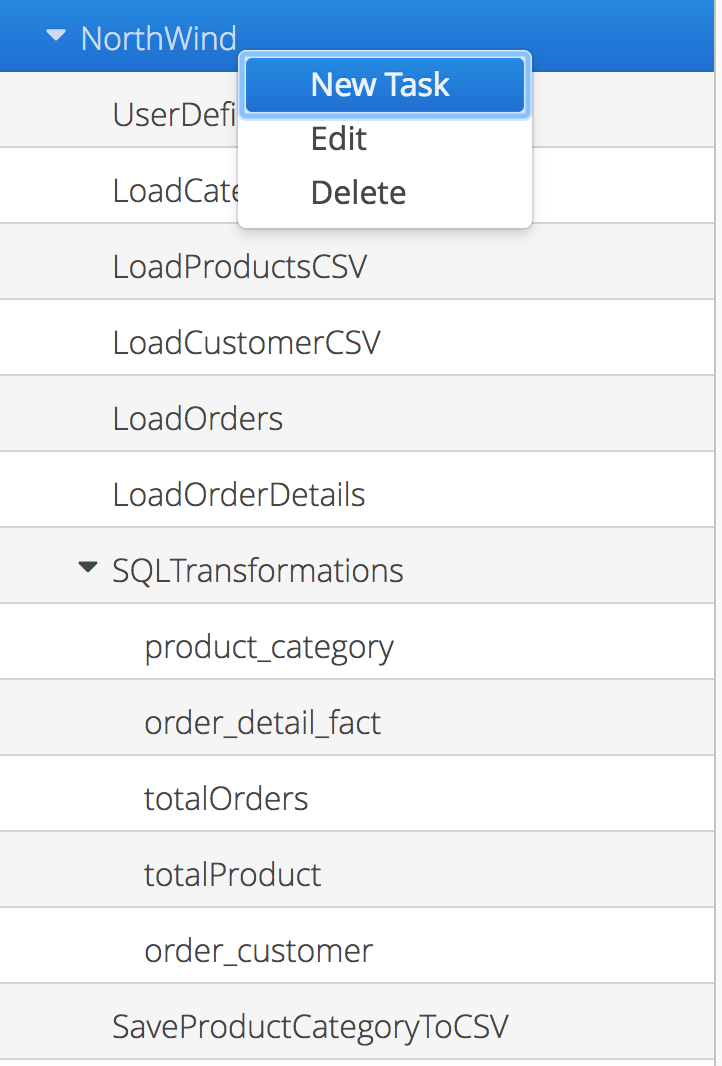 NorthWind
New Task
UserDefi
Edit
LoadCate
Delete
LoadProductsCSV
LoadCustomerCSV
LoadOrders
LoadOrderDetails
SQLTransformations
product_category
order_detail_fact
totalOrders
totalProduct
order_customer
SaveProductCategoryToCSV